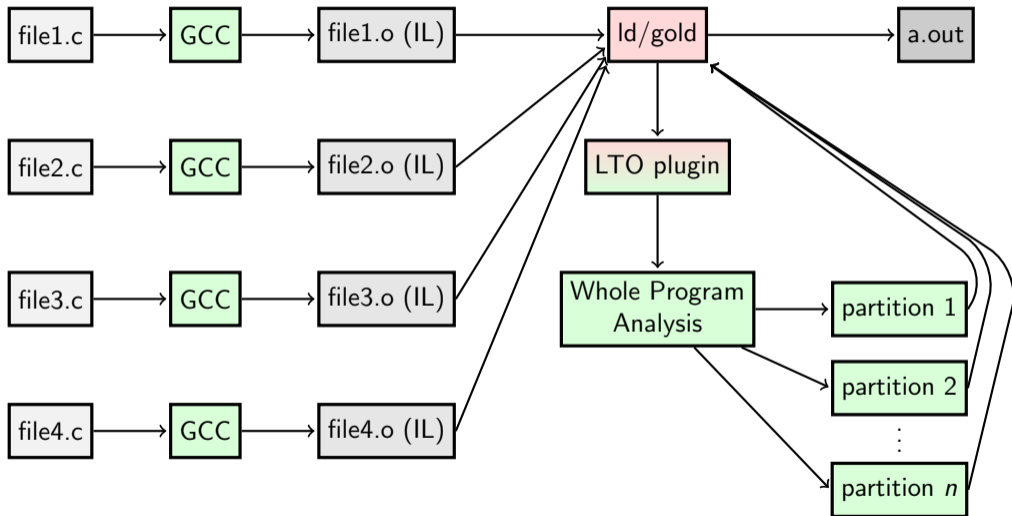 file1.c
GCC
file1.o (IL)
ld/gold
a.out
file2.c
GCC
file2.o (IL)
LTO plugin
file3.c
GCC
file3.o (IL)
Whole Program
Analysis
partition 1
partition 2
file4.c
GCC
file4.o (IL)
partition n